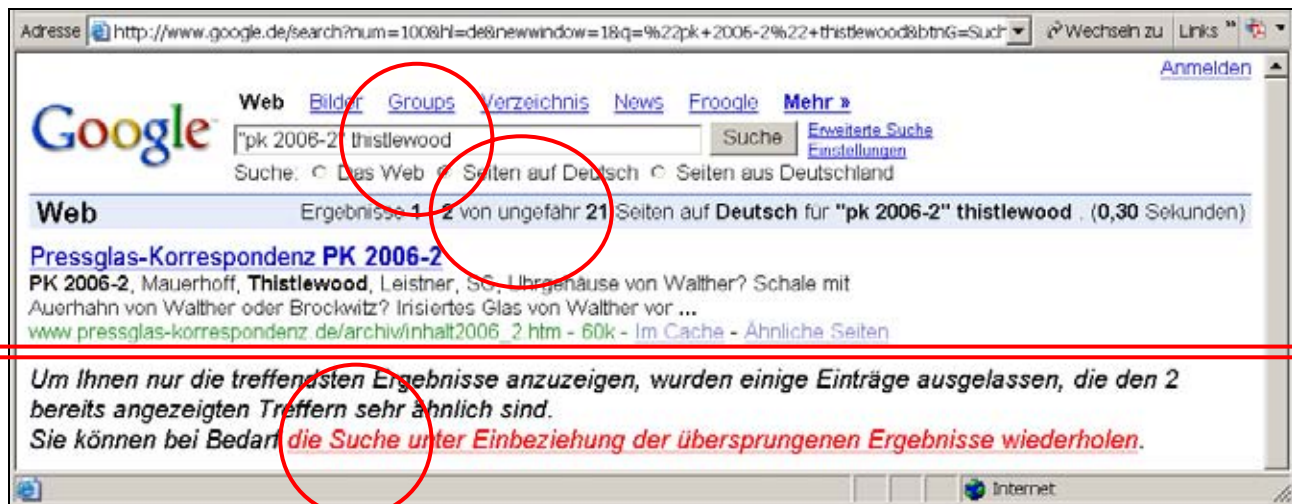 Adresse http://www.google.de/search?num=100&hl=de&newwindow=1&q=%22pk+2006-2%22+thistlewood&btnG=Such Wechseln zu Links »
Anmelden
Google Web Bilder Groups Verzeichnis News Froogle Mehr »
"pk 2006-2" thistlewood Suche Erweiterte Suche
Einstellungen
Suche: Das Web Seiten auf Deutsch Seiten aus Deutschland
Web Ergebnisse 1 - 2 von ungefähr 21 Seiten auf Deutsch für "pk 2006-2" thistlewood . (0,30 Sekunden)
Pressglas-Korrespondenz PK 2006-2
PK 2006-2, Mauerhoff, Thistlewood, Leistner, SG, Uhrgehäuse von Walther? Schale mit
Auerhahn von Walther oder Brockwitz? Irisiertes Glas von Walther vor ...
www.pressglas-korrespondenz.de/archiv/inhalt2006_2.htm - 60k - Im Cache - Ähnliche Seiten
Um Ihnen nur die treffendsten Ergebnisse anzuzeigen, wurden einige Einträge ausgelassen, die den 2
bereits angezeigten Treffern sehr ähnlich sind.
Sie können bei Bedarf die Suche unter Einbeziehung der übersprungenen Ergebnisse wiederholen.
Internet